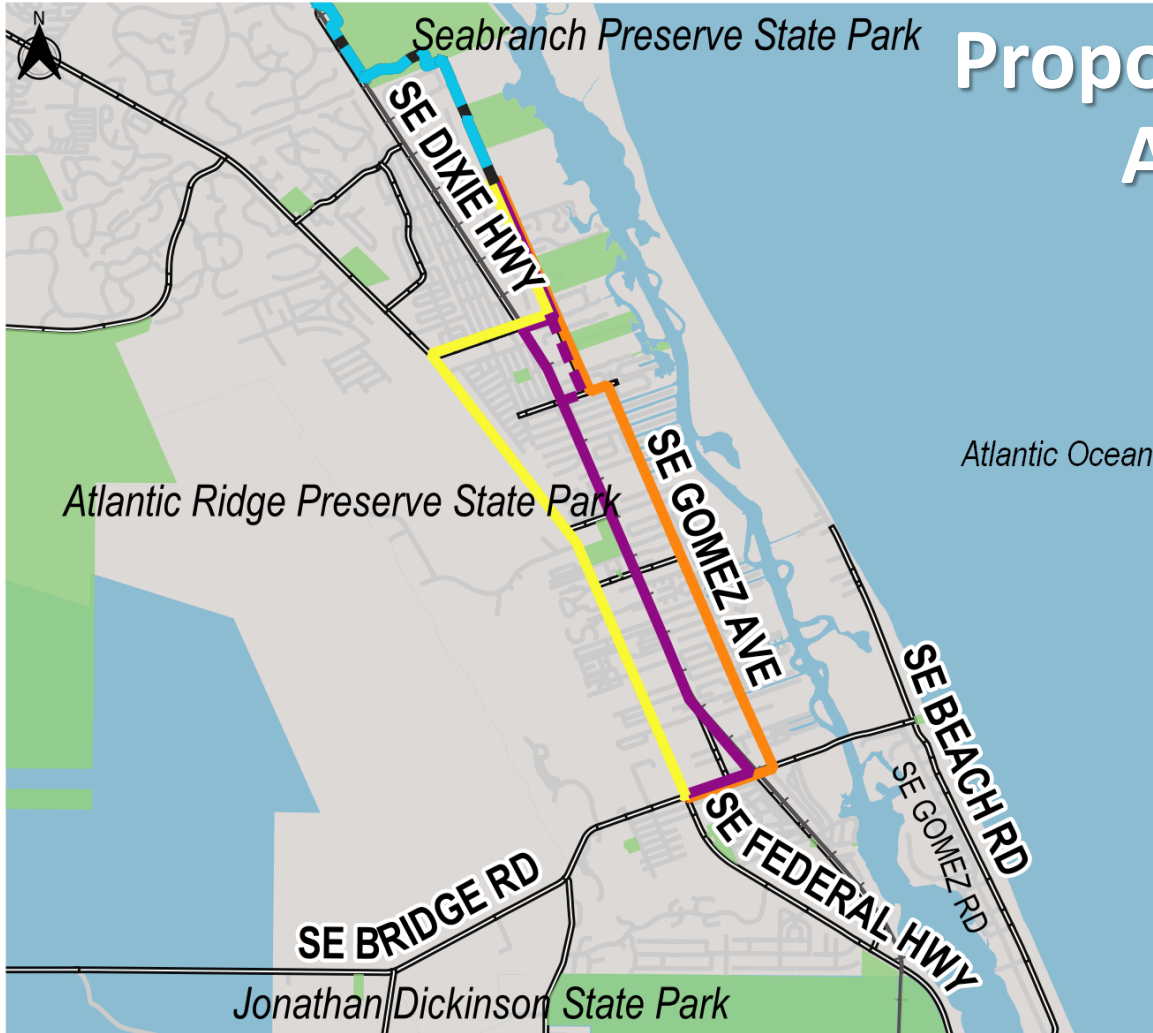 N
Seabranch Preserve State Park
Propo
A
SE DIXIE HWY
Atlantic Ocean
SE GOMEZ AVE
Atlantic Ridge Preserve State Park
SE BEACH RD
SE GOMEZ RD
SE FEDERAL HWY
SE BRIDGE RD
Jonathan Dickinson State Park